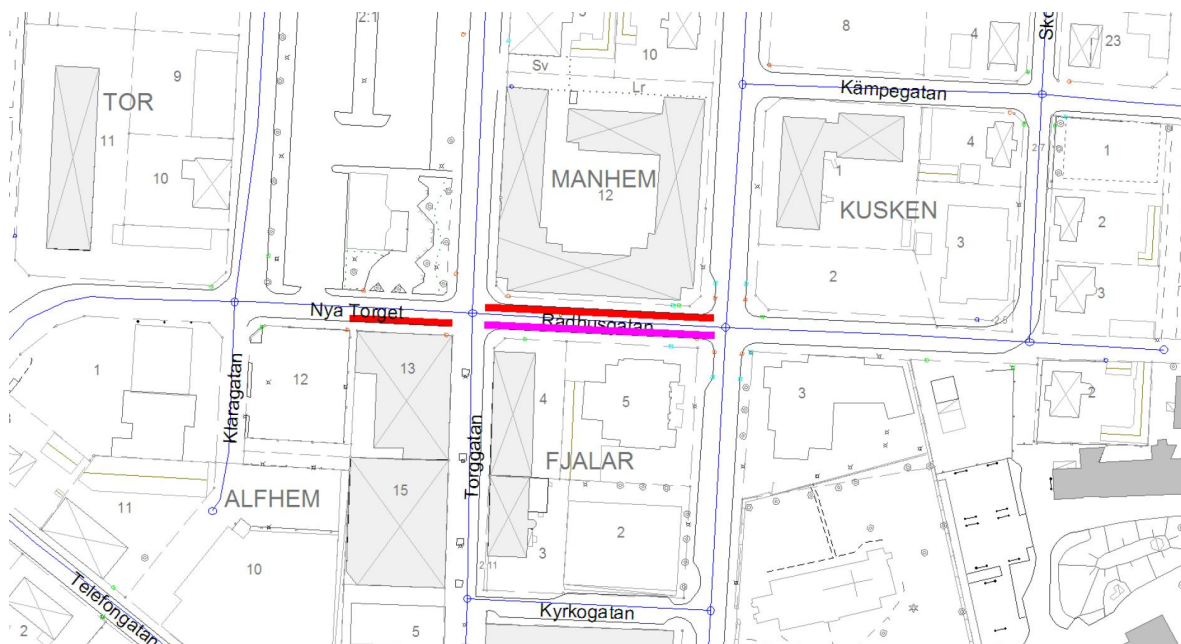 2:1
5
8
4
23
9
10
Sv
Lr
Kämpegatan
TOR
11
4
1
MANHEM
12
1
10
KUSKEN
2
3
2
3
Nya Torget
Rådhusgatan
1
12
13
4
5
3
2
Klaragatan
Torggatan
FJALAR
ALFHEM
15
11
10
3
2
2
5
Telefongatan
Kyrkogatan